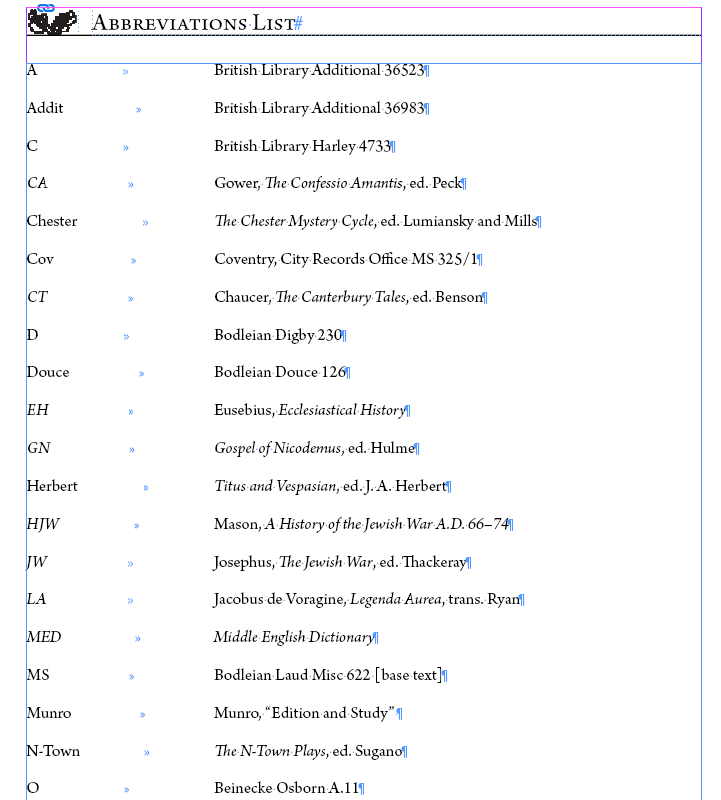 Abbreviations List#
A » British Library Additional 36523¶
Addit » British Library Additional 36983¶
C » British Library Harley 4733¶
CA » Gower, The Confessio Amantis, ed. Peck¶
Chester » The Chester Mystery Cycle, ed. Lumiansky and Mills¶
Cov » Coventry, City Records Office MS 325/1¶
CT » Chaucer, The Canterbury Tales, ed. Benson¶
D » Bodleian Digby 230¶
Douce » Bodleian Douce 126¶
EH » Eusebius, Ecclesiastical History¶
GN » Gospel of Nicodemus, ed. Hulme¶
Herbert » Titus and Vespasian, ed. J. A. Herbert¶
HJW » Mason, A History of the Jewish War A.D. 66–74¶
JW » Josephus, The Jewish War, ed. Thackeray¶
LA » Jacobus de Voragine, Legenda Aurea, trans. Ryan¶
MED » Middle English Dictionary¶
MS » Bodleian Laud Misc 622 [base text]¶
Munro » Munro, “Edition and Study” ¶
N-Town » The N-Town Plays, ed. Sugano¶
O » Beinecke Osborn A.11¶